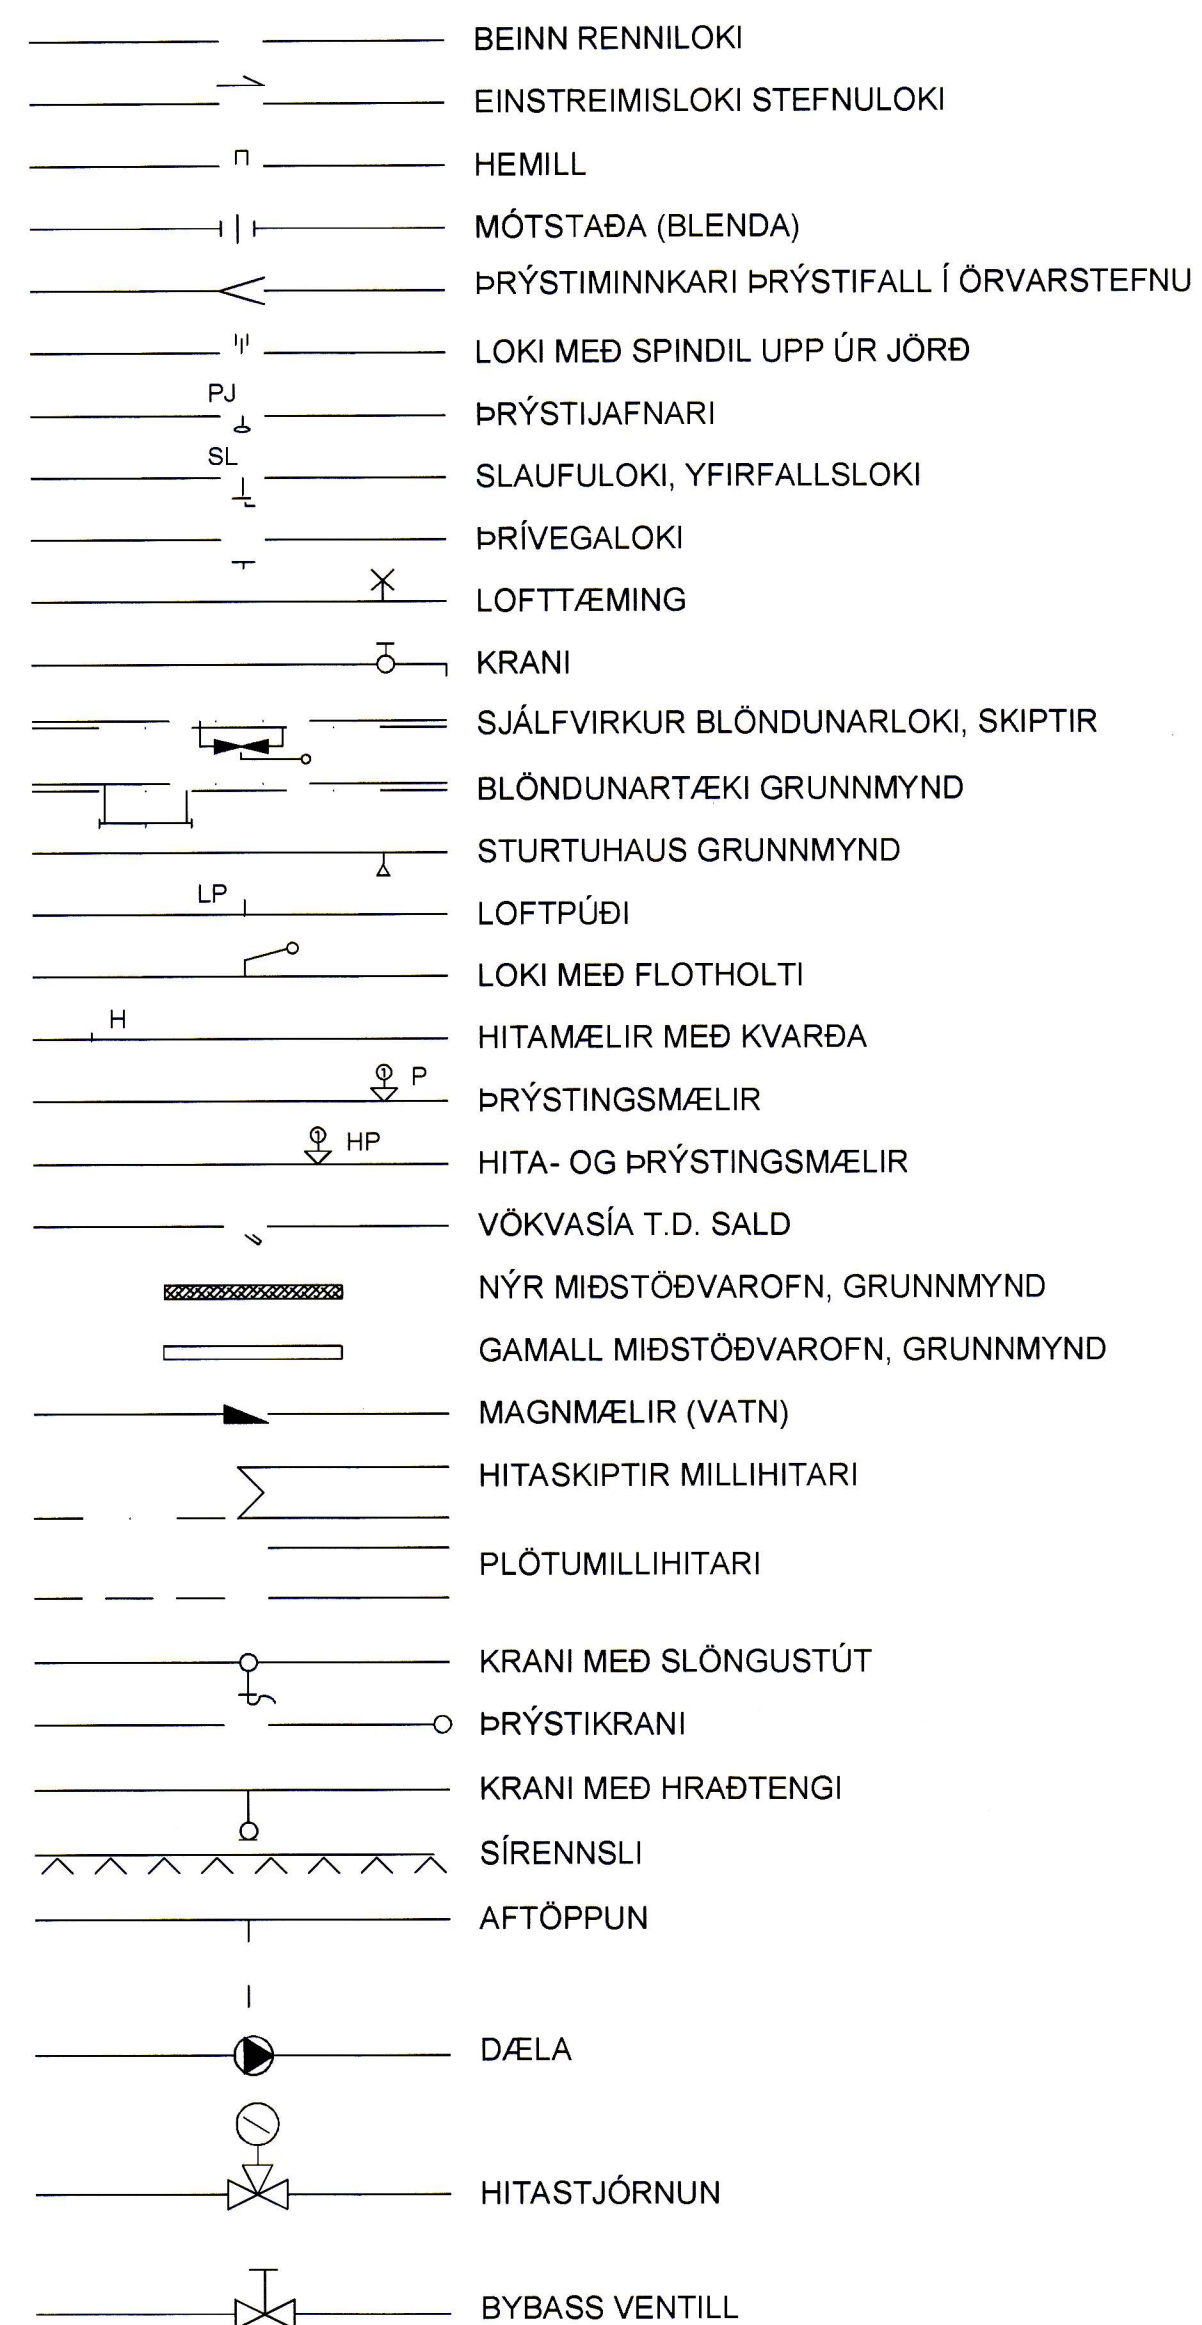 BEINN RENNILOKI
EINSTREIMISLOKI STEFNULOKI
HEMILL
MÓTSTAÐA (BLENDA)
ÞRÝSTIMINNKARI ÞRÝSTIFALL Í ÖRVARSTEFNU
LOKI MEÐ SPINDIL UPP ÚR JÖRÐ
PJ ÞRÝSTIJAFNARI
SL SLAUFULOKI, YFIRFALLSLOKI
ÞRÍVEGALOKI
LOFTTÆMING
KRANI
SJÁLFVIRKUR BLÖNDUNARLOKI, SKIPTIR
BLÖNDUNARTÆKI GRUNNMYND
STURTUHAUS GRUNNMYND
LP LOFTPÚÐI
LOKI MEÐ FLOTHOLTI
H HITAMÆLIR MEÐ KVARÐA
1 P ÞRÝSTINGSMÆLIR
1 HP HITA- OG ÞRÝSTINGSMÆLIR
VÖKVASÍA T.D. SALD
NÝR MIÐSTÖÐVAROFN, GRUNNMYND
GAMALL MIÐSTÖÐVAROFN, GRUNNMYND
MAGNMÆLIR (VATN)
HITASKIPTIR MILLIHITARI
PLÖTUMILLIHITARI
KRANI MEÐ SLÖNGUSTÚT
ÞRÝSTIKRANI
KRANI MEÐ HRAÐTENGI
SÍRENNSLI
AFTÖPPUN
DÆLA
HITASTJÓRNUN
BYBASS VENTILL